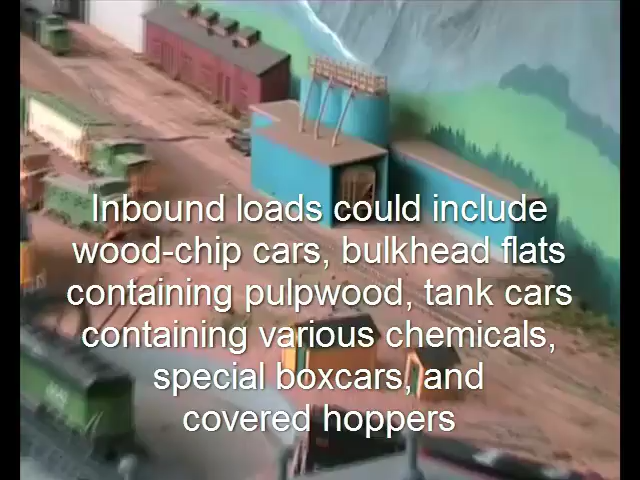 Inbound loads could include
wood-chip cars, bulkhead flats
containing pulpwood, tank cars
containing various chemicals,
special boxcars, and
covered hoppers